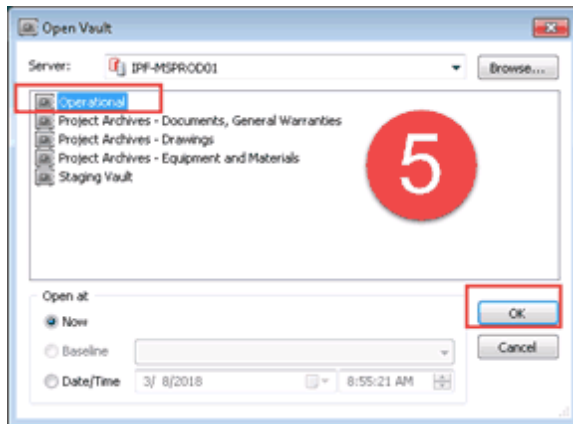 Open Vault
Server: IPF-MSPROD01 Browse...
Operational
Project Archives - Documents, General Warranties
Project Archives - Drawings
Project Archives - Equipment and Materials
Staging Vault
5
Open at
Now
OK
Baseline
Cancel
Date/Time 3/ 8/2018 8:55:21 AM